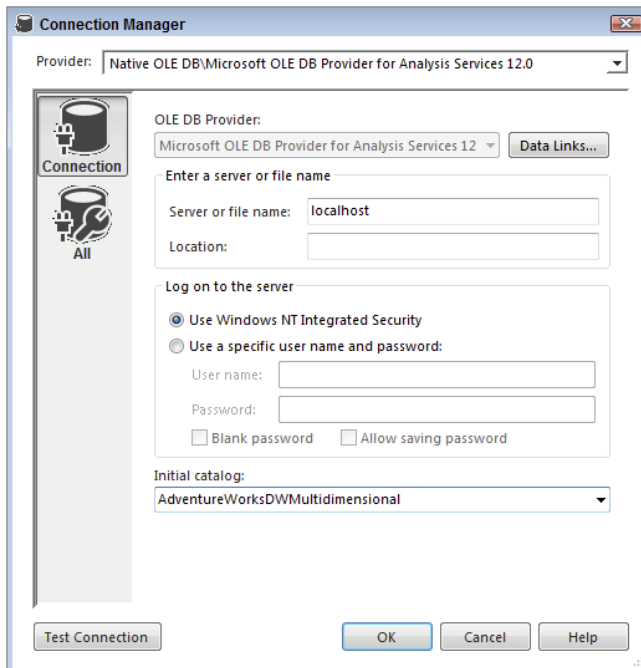 Connection Manager
Provider: Native OLE DB\Microsoft OLE DB Provider for Analysis Services 12.0
Connection
All
OLE DB Provider:
Microsoft OLE DB Provider for Analysis Services 12 Data Links...
Enter a server or file name
Server or file name: localhost
Location:
Log on to the server
Use Windows NT Integrated Security
Use a specific user name and password:
User name:
Password:
Blank password Allow saving password
Initial catalog:
AdventureWorksDWMultidimensional
Test Connection OK Cancel Help